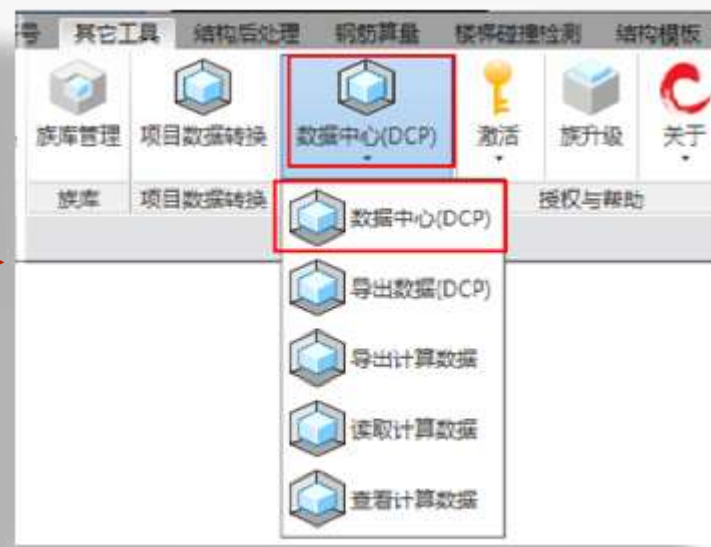 号 其它工具 结构后处理 钢筋算量 楼梯碰撞检测 结构模板
族库管理 项目数据转换 数据中心(DCP) 激活 族升级 关于
族库 项目数据转换 授权与帮助
数据中心(DCP)
导出数据(DCP)
导出计算数据
读取计算数据
查看计算数据